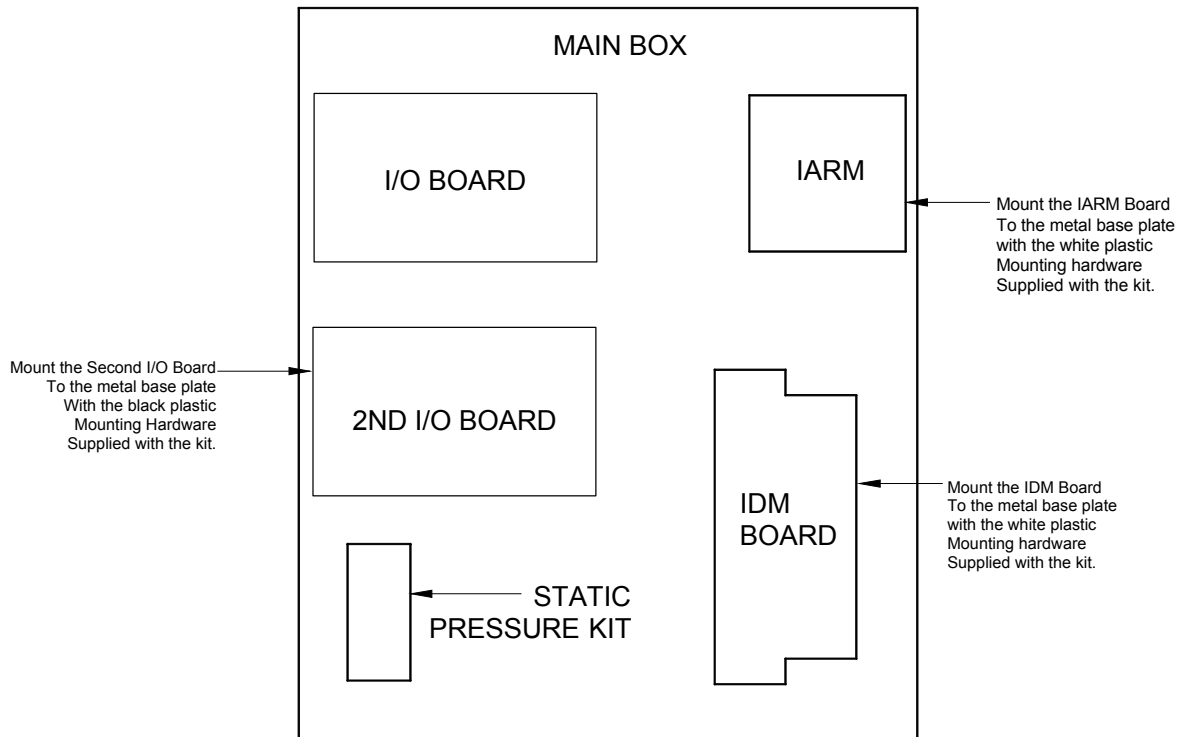 MAIN BOX
I/O BOARD
IARM
Mount the IARM Board
To the metal base plate
with the white plastic
Mounting hardware
Supplied with the kit.
Mount the Second I/O Board
To the metal base plate
With the black plastic
Mounting Hardware
Supplied with the kit.
2ND I/O BOARD
IDM
BOARD
Mount the IDM Board
To the metal base plate
with the white plastic
Mounting hardware
Supplied with the kit.
STATIC
PRESSURE KIT